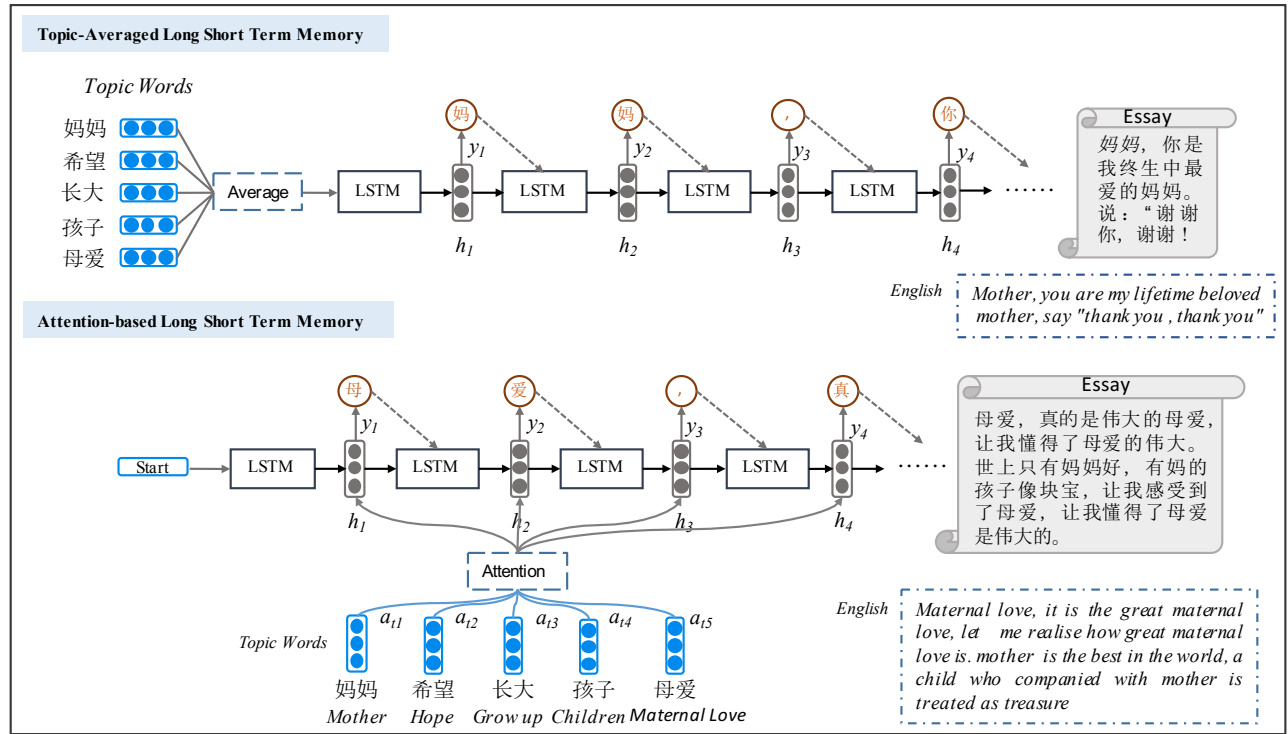 Topic-Averaged Long Short Term Memory
Topic Words
妈妈
希望
长大
孩子
母爱
Average
LSTM
LSTM
LSTM
LSTM
妈
妈
,
你
y1
y2
y3
y4
h1
h2
h3
h4
......
Essay
妈妈，你是
我终生中最
爱的妈妈。
说：“谢谢
你，谢谢！
English
Mother, you are my lifetime beloved
mother, say "thank you , thank you"
Attention-based Long Short Term Memory
Start
LSTM
LSTM
LSTM
LSTM
母
爱
,
真
y1
y2
y3
y4
h1
h2
h3
h4
......
Essay
母爱，真的是伟大的母爱，
让我懂得了母爱的伟大。
世上只有妈妈好，有妈的
孩子像块宝，让我感受到
了母爱，让我懂得了母爱
是伟大的。
Attention
Topic Words
at1
at2
at3
at4
at5
妈妈
希望
长大
孩子
母爱
Mother
Hope
Grow up
Children
Maternal Love
English
Maternal love, it is the great maternal
love, let me realise how great maternal
love is. mother is the best in the world, a
child who companied with mother is
treated as treasure